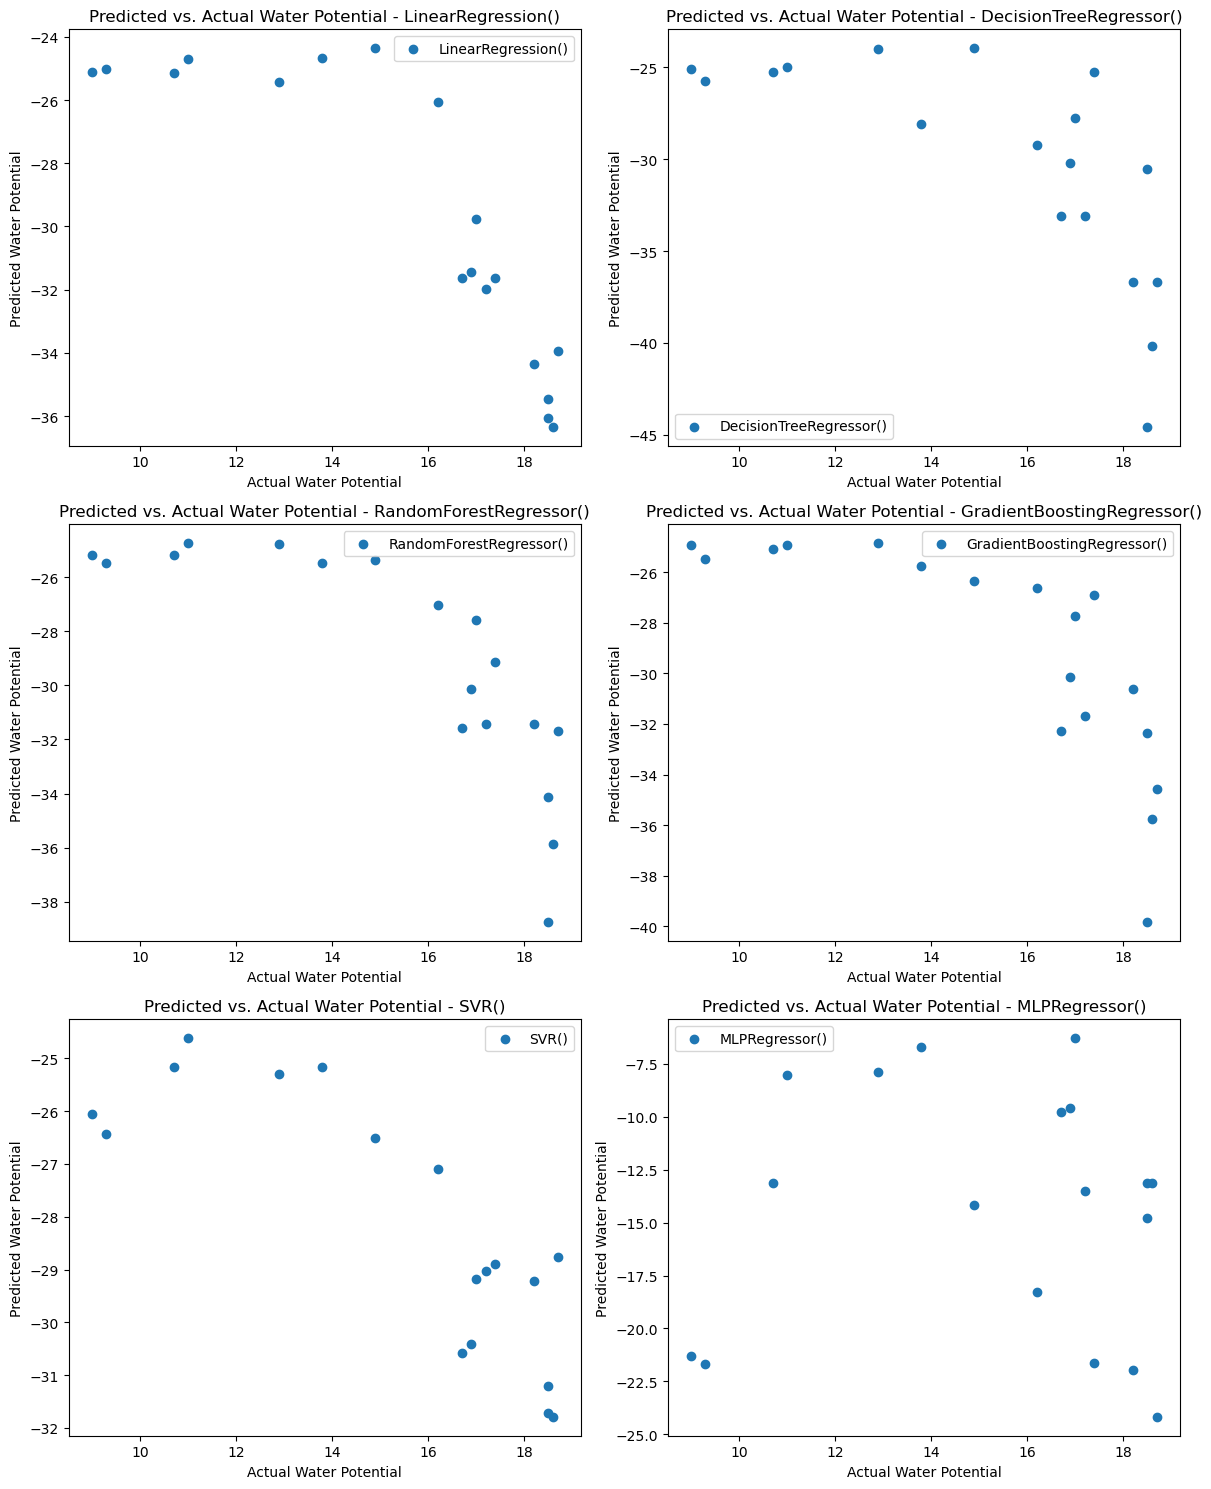 Predicted vs. Actual Water Potential - LinearRegression()
LinearRegression()
−24
−26
−28
−30
−32
−34
−36
Predicted Water Potential
10 12 14 16 18
Actual Water Potential
Predicted vs. Actual Water Potential - DecisionTreeRegressor()
DecisionTreeRegressor()
−25
−30
−35
−40
−45
Predicted Water Potential
10 12 14 16 18
Actual Water Potential
Predicted vs. Actual Water Potential - RandomForestRegressor()
RandomForestRegressor()
−26
−28
−30
−32
−34
−36
−38
Predicted Water Potential
10 12 14 16 18
Actual Water Potential
Predicted vs. Actual Water Potential - GradientBoostingRegressor()
GradientBoostingRegressor()
−26
−28
−30
−32
−34
−36
−38
−40
Predicted Water Potential
10 12 14 16 18
Actual Water Potential
Predicted vs. Actual Water Potential - SVR()
SVR()
−25
−26
−27
−28
−29
−30
−31
−32
Predicted Water Potential
10 12 14 16 18
Actual Water Potential
Predicted vs. Actual Water Potential - MLPRegressor()
MLPRegressor()
−7.5
−10.0
−12.5
−15.0
−17.5
−20.0
−22.5
−25.0
Predicted Water Potential
10 12 14 16 18
Actual Water Potential